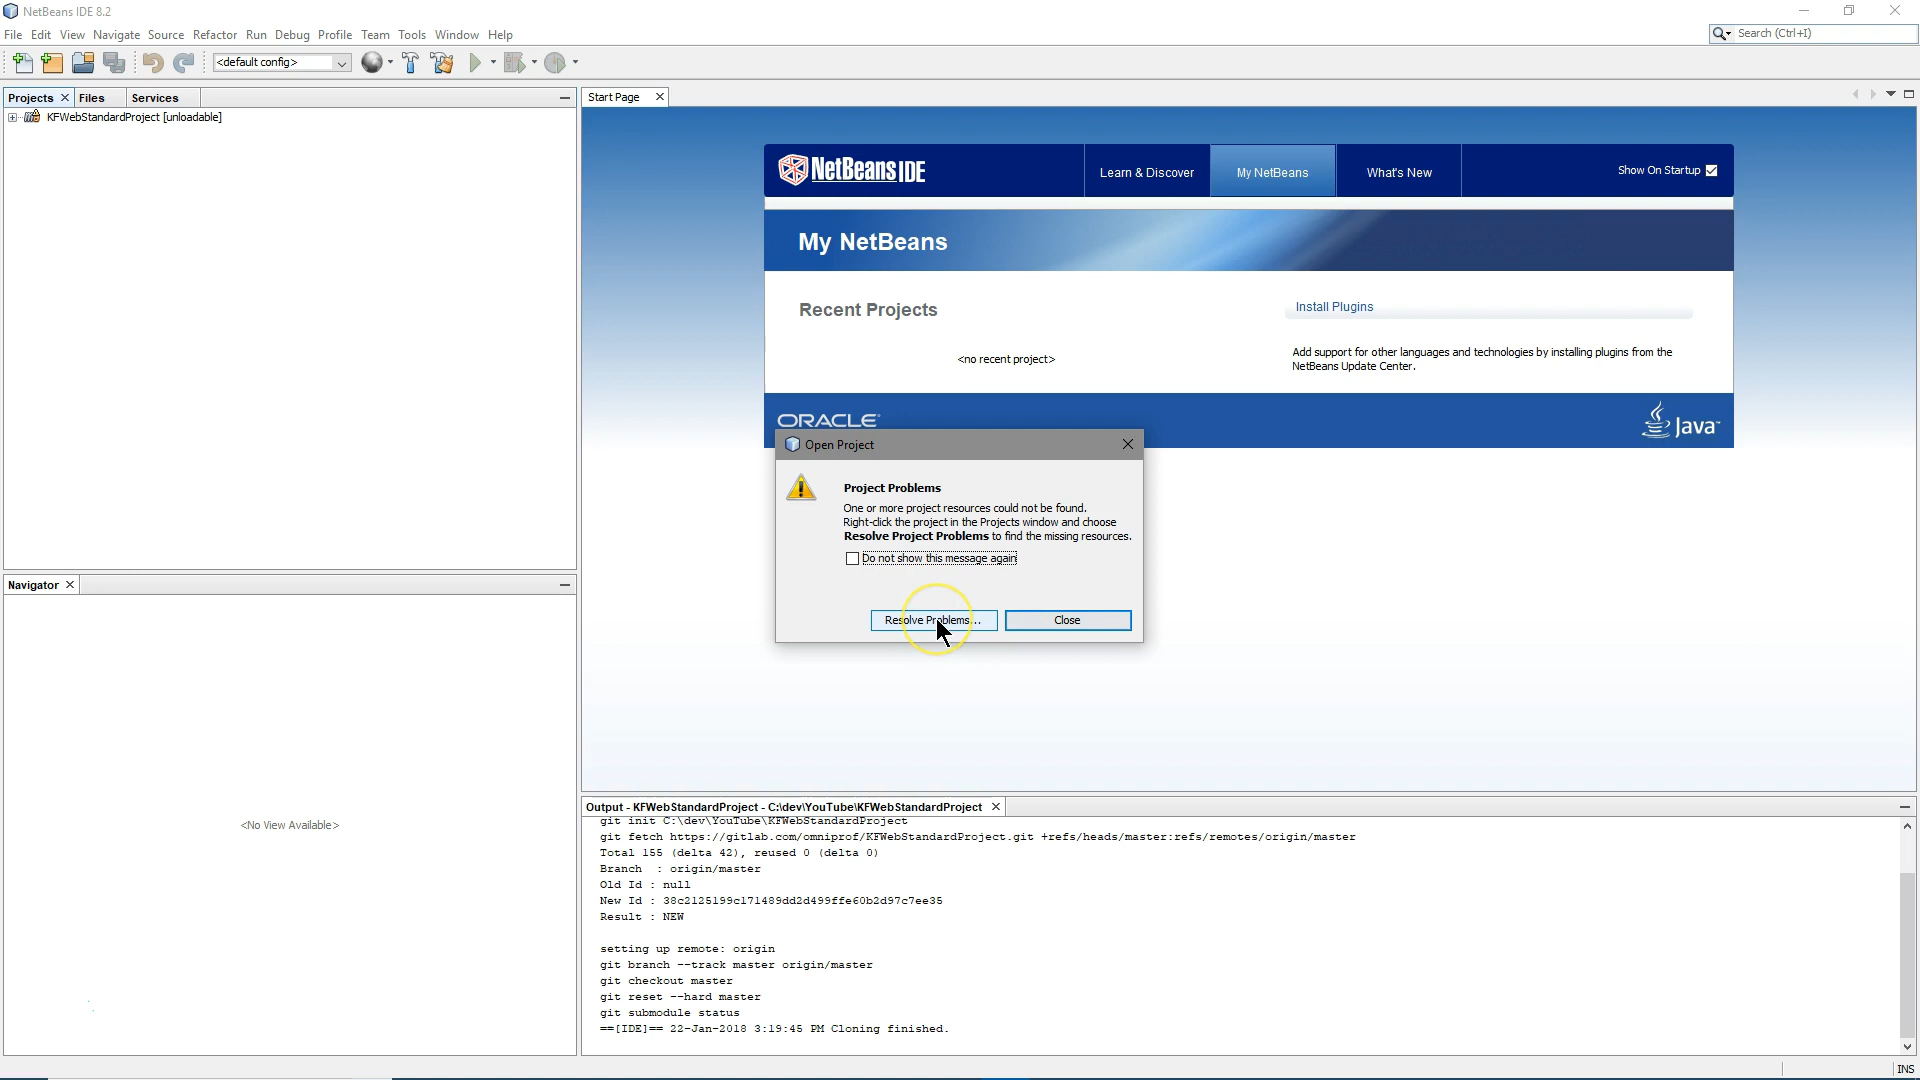 NetBeans IDE 8.2
File Edit View Navigate Source Refactor Run Debug Profile Team Tools Window Help
Search (Ctrl+I)
<default config>
Projects Files Services
Start Page
KFWebStandardProject [unloadable]
NetBeans IDE
Learn & Discover
My NetBeans
What's New
Show On Startup
My NetBeans
Recent Projects
Install Plugins
<no recent project>
Add support for other languages and technologies by installing plugins from the
NetBeans Update Center.
ORACLE
Java
Open Project
Project Problems
One or more project resources could not be found.
Right-click the project in the Projects window and choose
Resolve Project Problems to find the missing resources.
Do not show this message again
Resolve Problems...
Close
Navigator
<No View Available>
Output - KFWebStandardProject - C:\dev\YouTube\KFWebStandardProject
git init C:\dev\YouTube\KFWebStandardProject
git fetch https://gitlab.com/omniprof/KFWebStandardProject.git +refs/heads/master:refs/remotes/origin/master
Total 155 (delta 42), reused 0 (delta 0)
Branch : origin/master
Old Id : null
New Id : 38c2125199c171489dd2d499ffe60b2d97c7ee35
Result : NEW
setting up remote: origin
git branch --track master origin/master
git checkout master
git reset --hard master
git submodule status
==[IDE]== 22-Jan-2018 3:19:45 PM Cloning finished.
INS